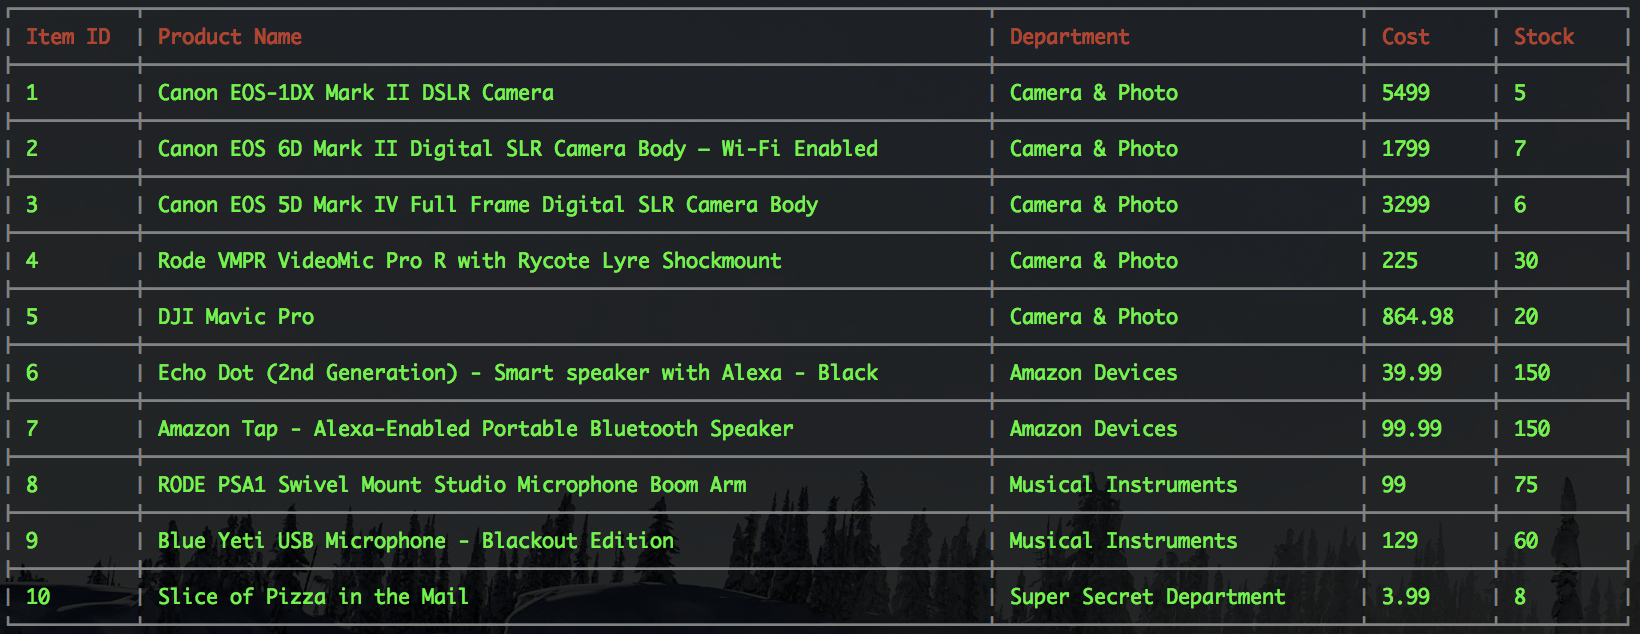 Item ID Product Name Department Cost Stock
1 Canon EOS-1DX Mark II DSLR Camera Camera & Photo 5499 5
2 Canon EOS 6D Mark II Digital SLR Camera Body – Wi-Fi Enabled Camera & Photo 1799 7
3 Canon EOS 5D Mark IV Full Frame Digital SLR Camera Body Camera & Photo 3299 6
4 Rode VMPR VideoMic Pro R with Rycote Lyre Shockmount Camera & Photo 225 30
5 DJI Mavic Pro Camera & Photo 864.98 20
6 Echo Dot (2nd Generation) - Smart speaker with Alexa - Black Amazon Devices 39.99 150
7 Amazon Tap - Alexa-Enabled Portable Bluetooth Speaker Amazon Devices 99.99 150
8 RODE PSA1 Swivel Mount Studio Microphone Boom Arm Musical Instruments 99 75
9 Blue Yeti USB Microphone - Blackout Edition Musical Instruments 129 60
10 Slice of Pizza in the Mail Super Secret Department 3.99 8